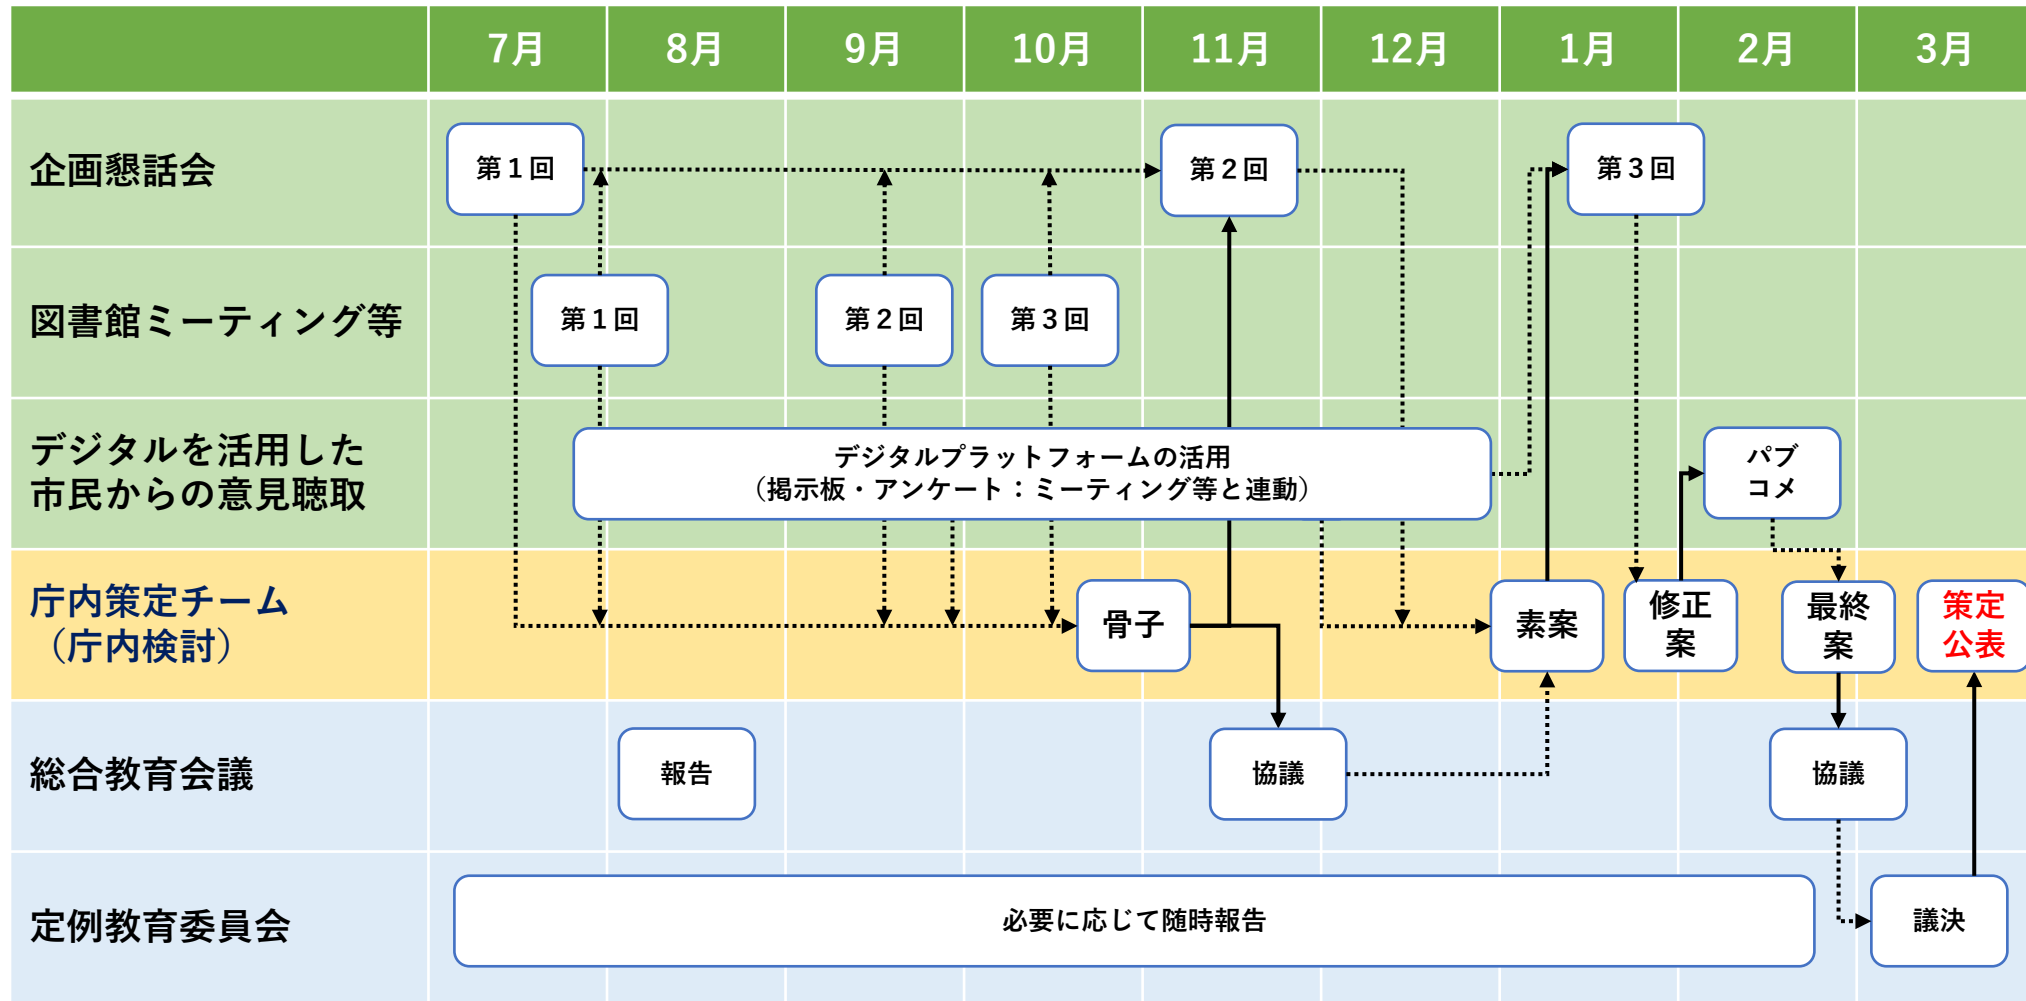 7月
8月
9月
10月
11月
12月
1月
2月
3月
企画懇話会
第１回
第２回
第３回
図書館ミーティング等
第１回
第２回
第３回
デジタルを活用した
市民からの意見聴取
デジタルプラットフォームの活用
（掲示板・アンケート：ミーティング等と連動）
パブ
コメ
庁内策定チーム
（庁内検討）
骨子
素案
修正
案
最終
案
策定
公表
総合教育会議
報告
協議
協議
定例教育委員会
必要に応じて随時報告
議決